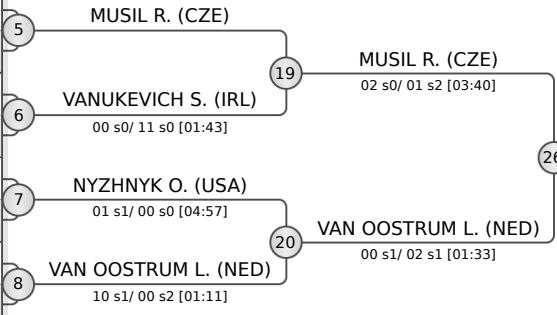 MUSIL R. (CZE)
5
19
MUSIL R. (CZE)
02 s0/ 01 s2 [03:40]
VANUKEVICH S. (IRL)
6
00 s0/ 11 s0 [01:43]
26
NYZHNYK O. (USA)
7
01 s1/ 00 s0 [04:57]
20
VAN OOSTRUM L. (NED)
00 s1/ 02 s1 [01:33]
VAN OOSTRUM L. (NED)
8
10 s1/ 00 s2 [01:11]